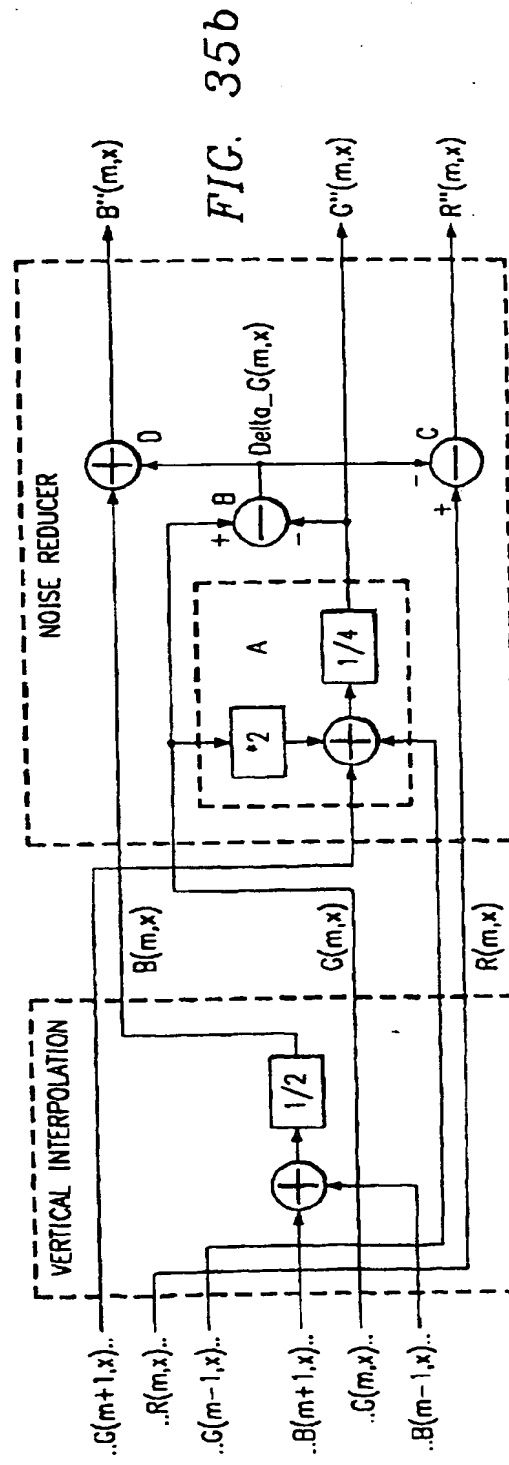 FIG. 35b
VERTICAL INTERPOLATION
NOISE REDUCER
..G(m+1,x)..
..R(m,x)..
..G(m-1,x)..
..B(m+1,x)..
..G(m,x)..
..B(m-1,x)..
1/2
B(m,x)
G(m,x)
R(m,x)
*2
A
1/4
+
B
-
Delta_G(m,x)
D
-
C
+
B"(m,x)
G"(m,x)
R"(m,x)